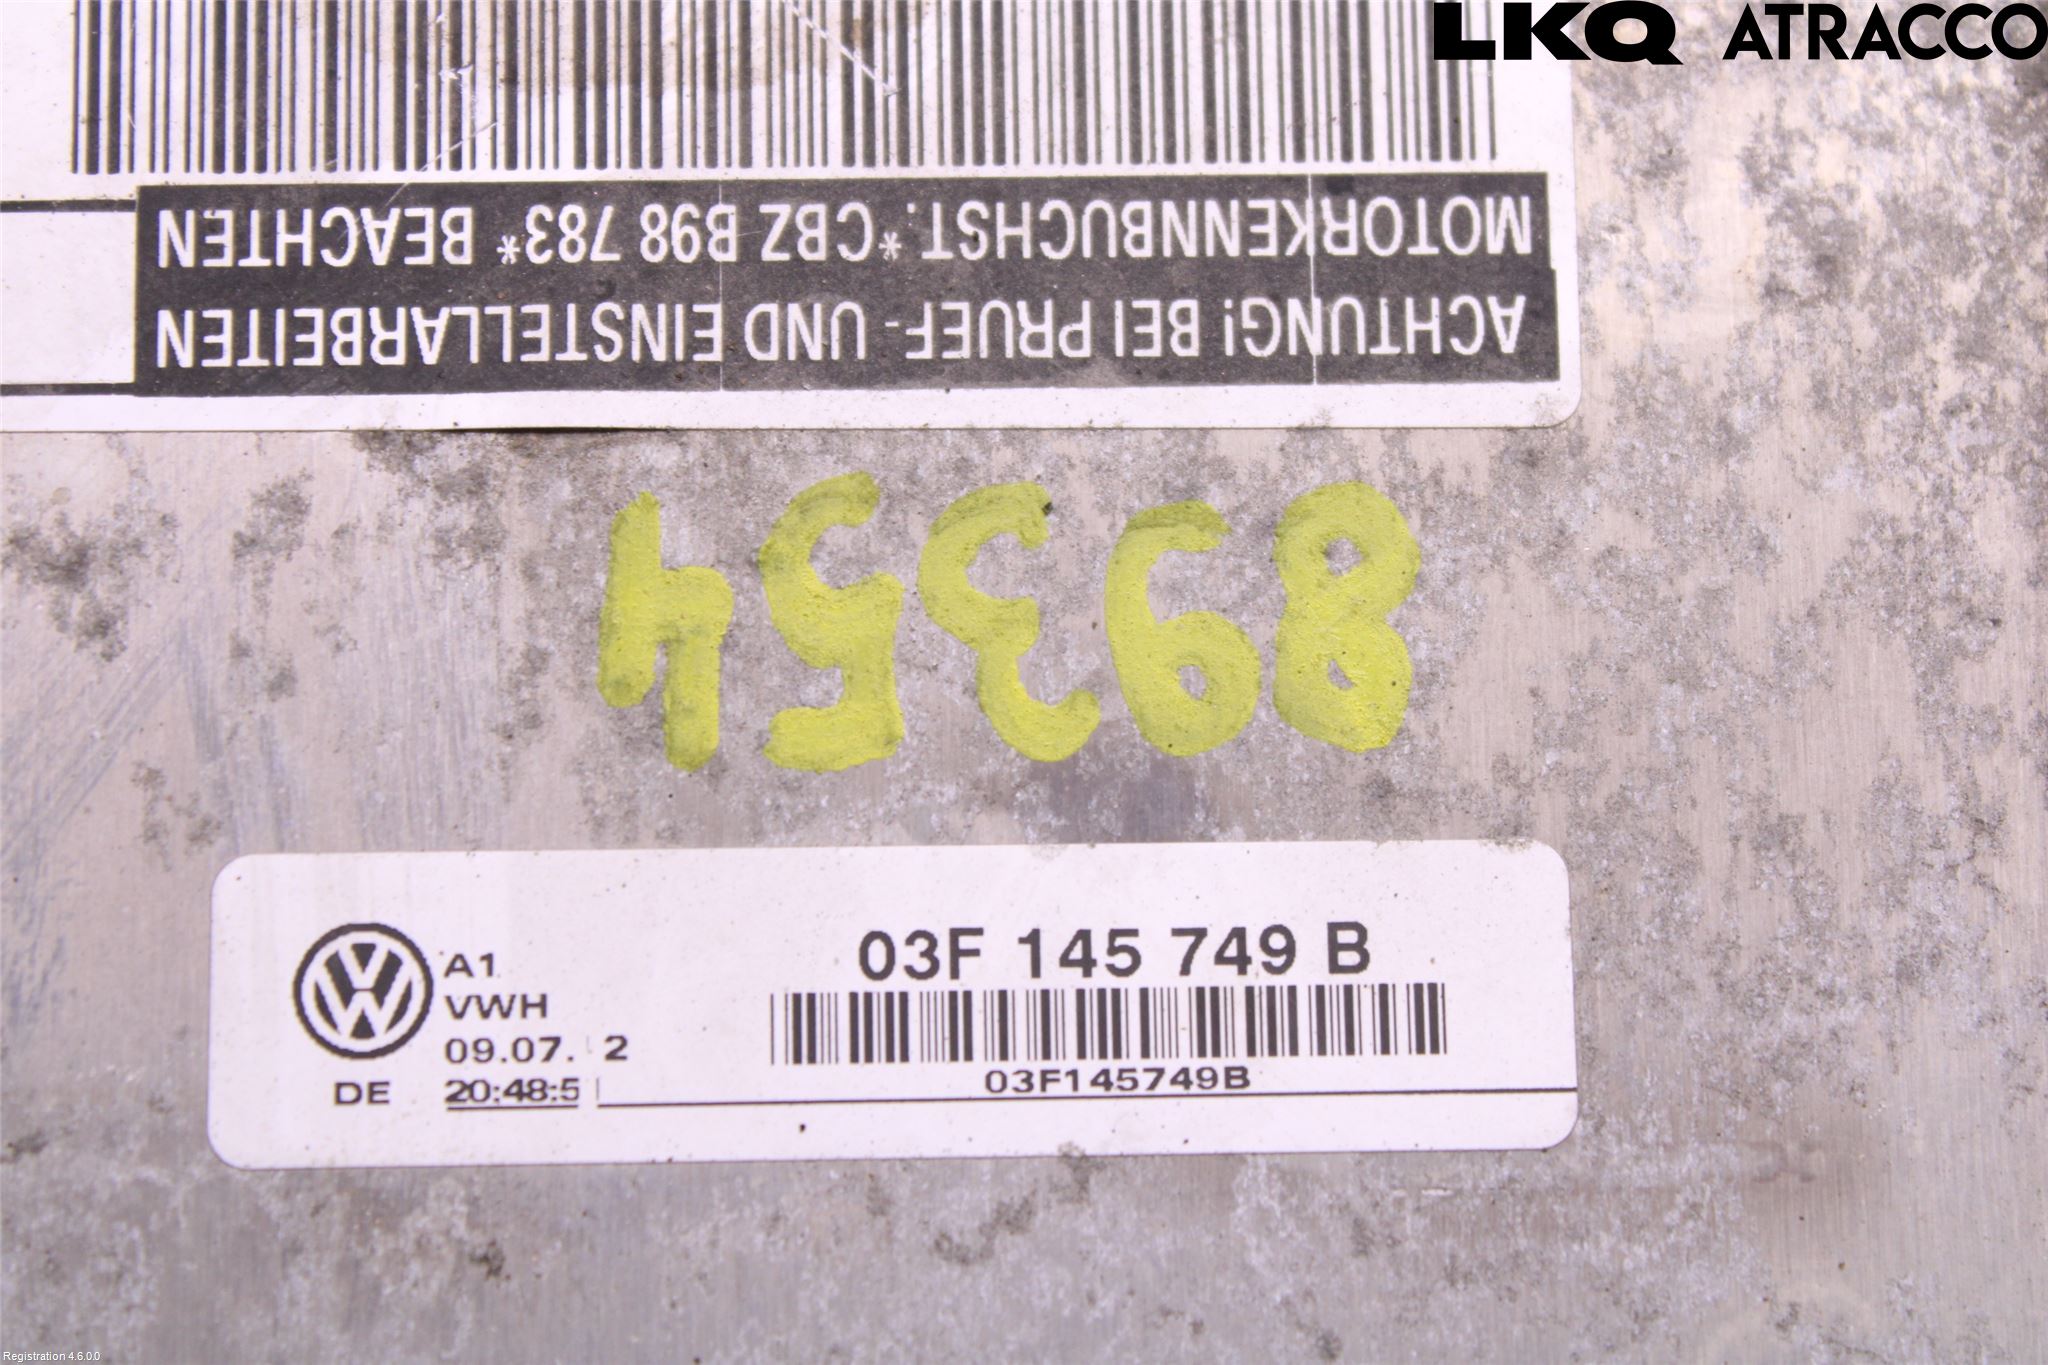 LKQ ATRACCO
ACHTUNG! BEI PRUEF- UND EINSTELLARBEITEN
MOTORKENNBUCHST. *CBZ B98 783* BEACHTEN
89354
03F 145 749 B
A1
VWH
09.07. 2
DE 20:48:5
03F145749B
Registration 4.6.0.0